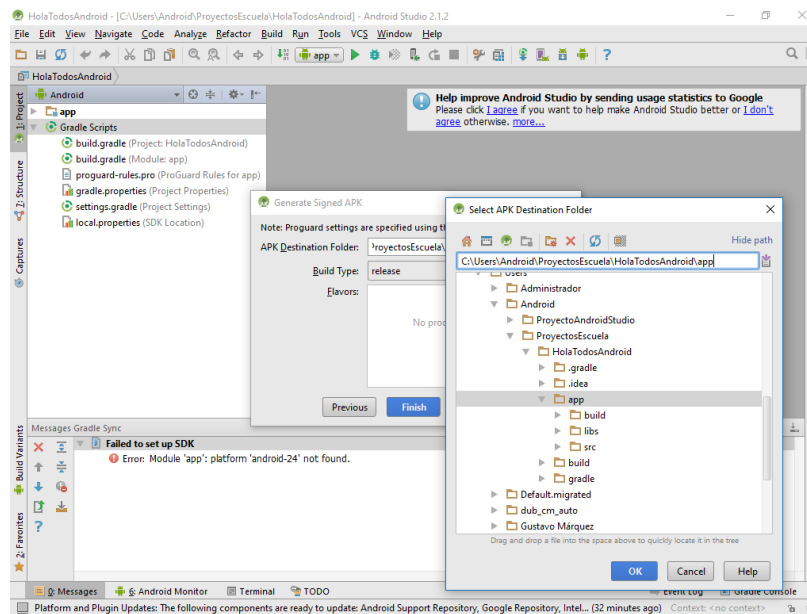 HolaTodosAndroid - [C:\Users\Android\ProyectosEscuela\HolaTodosAndroid] - Android Studio 2.1.2
File Edit View Navigate Code Analyze Refactor Build Run Tools VCS Window Help
app
HolaTodosAndroid
1: Project
Android
app
Gradle Scripts
build.gradle (Project: HolaTodosAndroid)
build.gradle (Module: app)
proguard-rules.pro (ProGuard Rules for app)
gradle.properties (Project Properties)
settings.gradle (Project Settings)
local.properties (SDK Location)
Z: Structure
Captures
Help improve Android Studio by sending usage statistics to Google
Please click I agree if you want to help make Android Studio better or I don't
agree otherwise. more...
Generate Signed APK
Note: Proguard settings are specified using th
APK Destination Folder:
ProyectosEscuela\
Build Type:
release
Flavors:
No prod
Previous
Finish
Select APK Destination Folder
Hide path
C:\Users\Android\ProyectosEscuela\HolaTodosAndroid\app
Users
Administrador
Android
ProyectoAndroidStudio
ProyectosEscuela
HolaTodosAndroid
.gradle
.idea
app
build
libs
src
build
gradle
Default.migrated
dub_cm_auto
Gustavo Márquez
Drag and drop a file into the space above to quickly locate it in the tree
OK
Cancel
Help
Build Variants
2: Favorites
Messages Gradle Sync
Failed to set up SDK
Error: Module 'app': platform 'android-24' not found.
0: Messages
6: Android Monitor
Terminal
TODO
Event Log
Gradle Console
Platform and Plugin Updates: The following components are ready to update: Android Support Repository, Google Repository, Intel... (32 minutes ago)
Context: <no context>